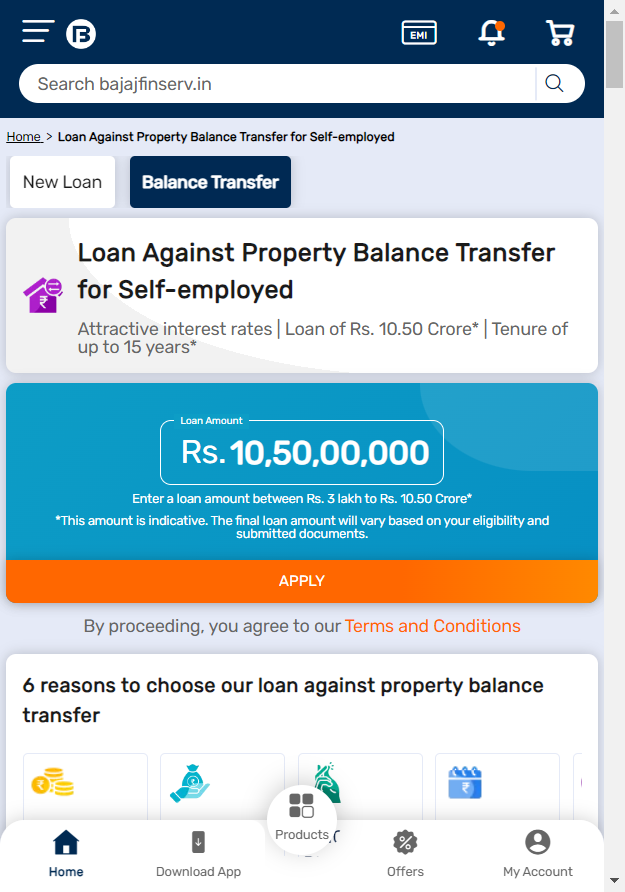 EMI
Search bajajfinserv.in
Home > Loan Against Property Balance Transfer for Self-employed
New Loan
Balance Transfer
Loan Against Property Balance Transfer
for Self-employed
Attractive interest rates | Loan of Rs. 10.50 Crore* | Tenure of
up to 15 years*
Loan Amount
Rs. 10,50,00,000
Enter a loan amount between Rs. 3 lakh to Rs. 10.50 Crore*
*This amount is indicative. The final loan amount will vary based on your eligibility and
submitted documents.
APPLY
By proceeding, you agree to our Terms and Conditions
6 reasons to choose our loan against property balance
transfer
Products
Home
Download App
Offers
My Account